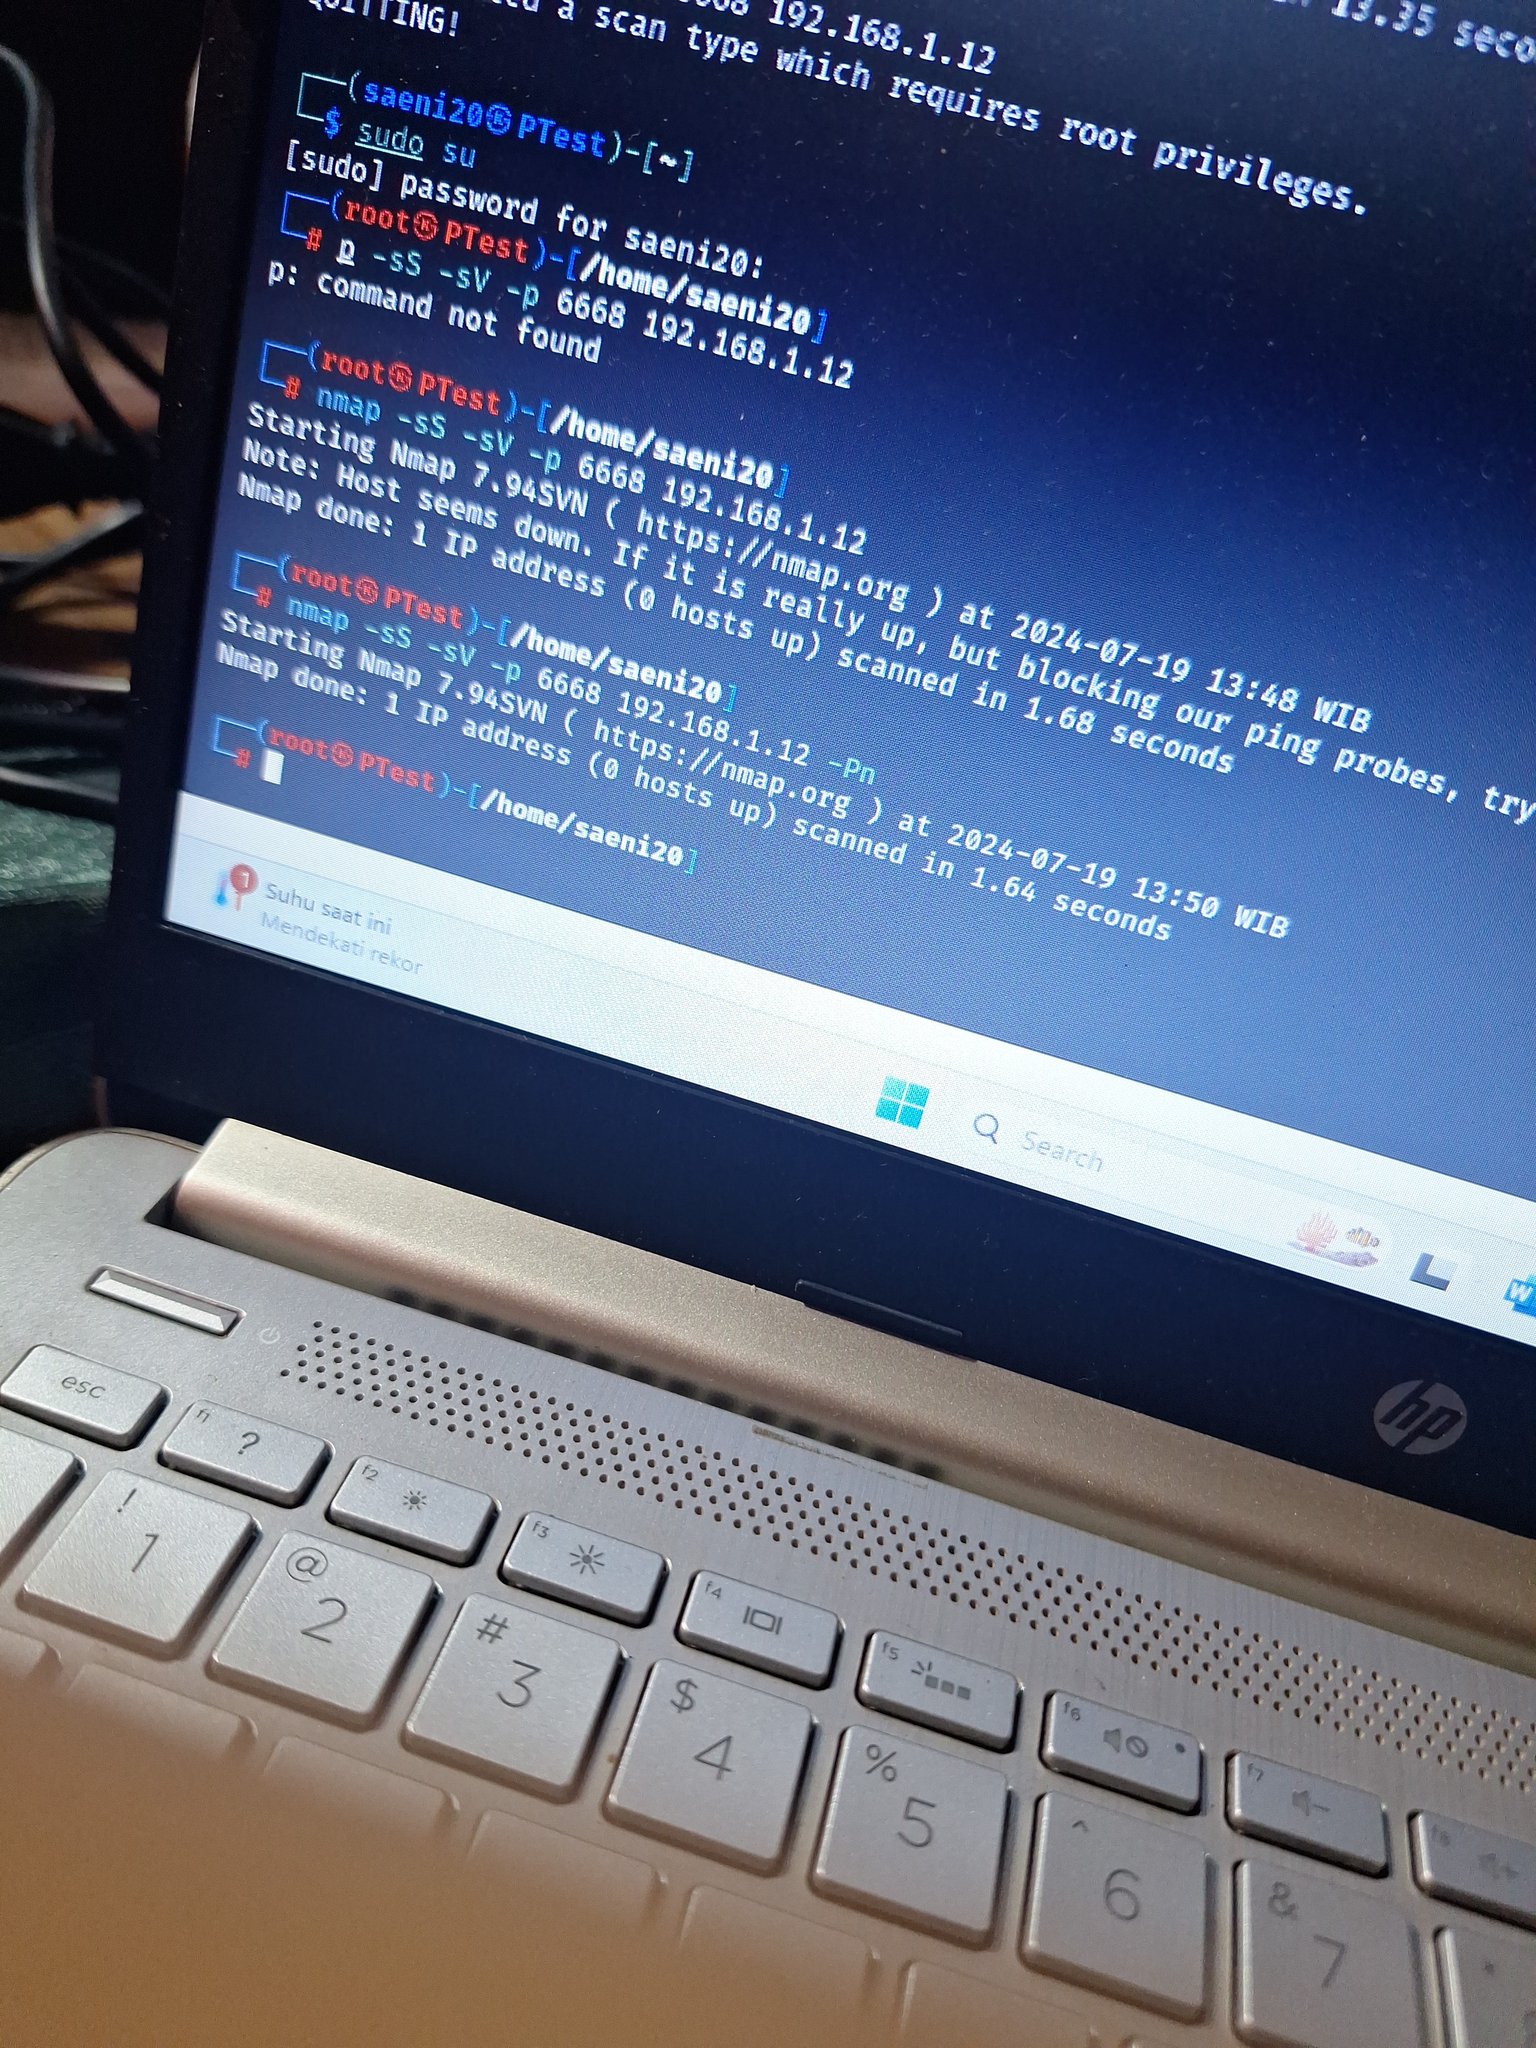 13.35 seco
192.168.1.12
a scan type which requires root privileges.
QUITTING!
(saeni20㉿PTest)-[~]
$ sudo su
[sudo] password for saeni20:
(root㉿PTest)-[/home/saeni20]
# p -sS -sV -p 6668 192.168.1.12
p: command not found
(root㉿PTest)-[/home/saeni20]
# nmap -sS -sV -p 6668 192.168.1.12
Starting Nmap 7.94SVN ( https://nmap.org ) at 2024-07-19 13:48 WIB
Note: Host seems down. If it is really up, but blocking our ping probes, try
Nmap done: 1 IP address (0 hosts up) scanned in 1.68 seconds
(root㉿PTest)-[/home/saeni20]
# nmap -sS -sV -p 6668 192.168.1.12 -Pn
Starting Nmap 7.94SVN ( https://nmap.org ) at 2024-07-19 13:50 WIB
Nmap done: 1 IP address (0 hosts up) scanned in 1.64 seconds
(root㉿PTest)-[/home/saeni20]
#
1
Suhu saat ini
Mendekati rekor
Search
W
hp
esc
f1 ?
f2
f3
f4
f5
f6
f7
f8
! 1
@ 2
# 3
$ 4
% 5
^ 6
& 7
*